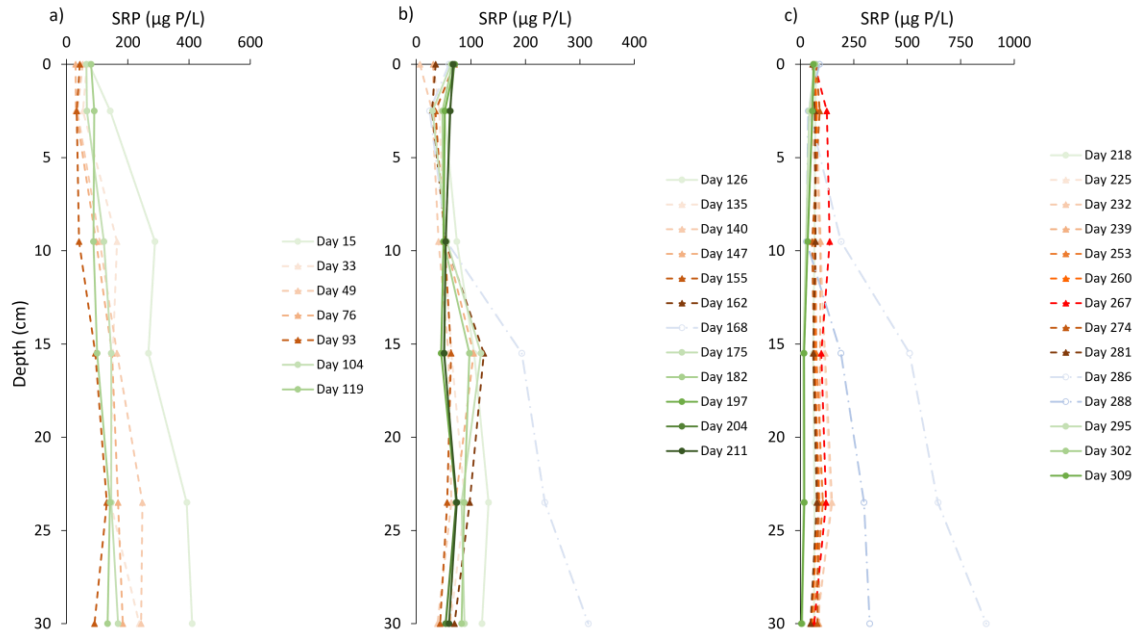 a)
SRP (µg P/L)
0 200 400 600
0
5
10
15
20
25
30
Depth (cm)
Day 15
Day 33
Day 49
Day 76
Day 93
Day 104
Day 119
b)
SRP (µg P/L)
0 100 200 300 400
0
5
10
15
20
25
30
Day 126
Day 135
Day 140
Day 147
Day 155
Day 162
Day 168
Day 175
Day 182
Day 197
Day 204
Day 211
c)
SRP (µg P/L)
0 250 500 750 1000
0
5
10
15
20
25
30
Day 218
Day 225
Day 232
Day 239
Day 253
Day 260
Day 267
Day 274
Day 281
Day 286
Day 288
Day 295
Day 302
Day 309